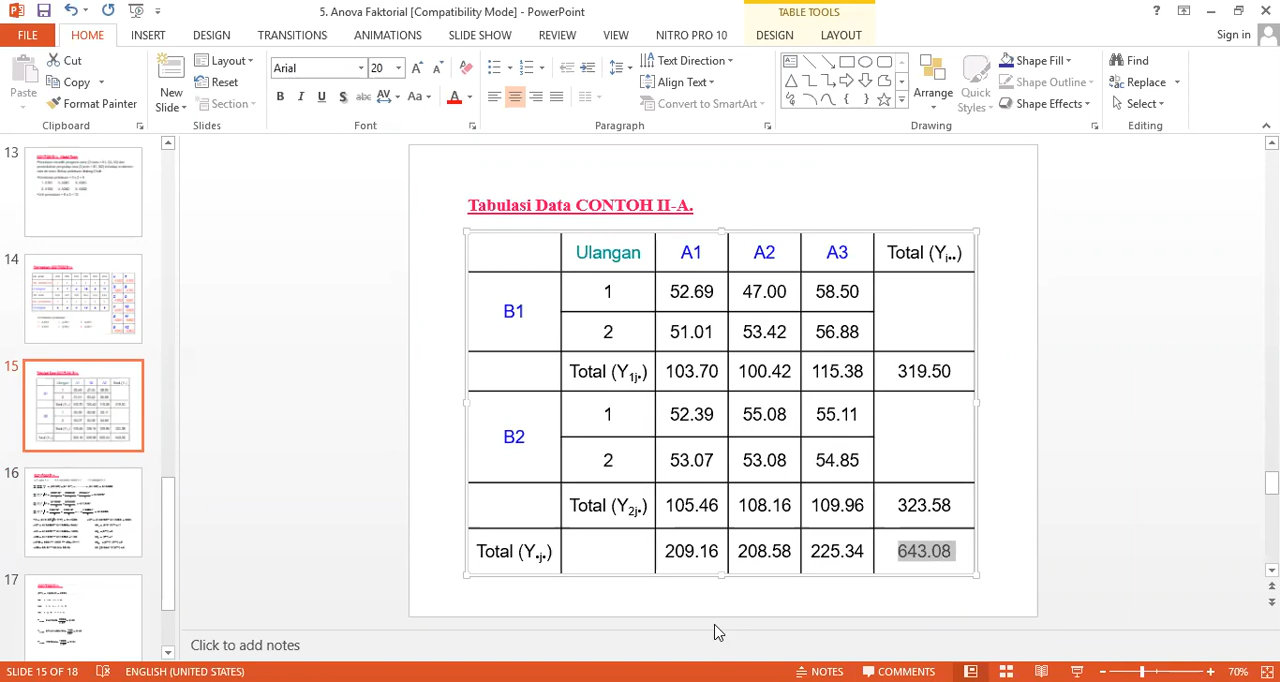 5. Anova Faktorial [Compatibility Mode] - PowerPoint
TABLE TOOLS
FILE HOME INSERT DESIGN TRANSITIONS ANIMATIONS SLIDE SHOW REVIEW VIEW NITRO PRO 10 DESIGN LAYOUT Sign in
Paste
Cut
Copy
Format Painter
Clipboard
New Slide
Layout
Reset
Section
Slides
Arial 20
B I U S abc AV Aa A
Font
Text Direction
Align Text
Convert to SmartArt
Paragraph
Arrange
Quick Styles
Shape Fill
Shape Outline
Shape Effects
Drawing
Find
Replace
Select
Editing
13
14
15
16
17
Tabulasi Data CONTOH II-A.
Ulangan A1 A2 A3 Total (Yi..)
B1
1 52.69 47.00 58.50
2 51.01 53.42 56.88
Total (Y1j.) 103.70 100.42 115.38 319.50
B2
1 52.39 55.08 55.11
2 53.07 53.08 54.85
Total (Y2j.) 105.46 108.16 109.96 323.58
Total (Y.j.) 209.16 208.58 225.34 643.08
Click to add notes
SLIDE 15 OF 18 ENGLISH (UNITED STATES) NOTES COMMENTS 70%